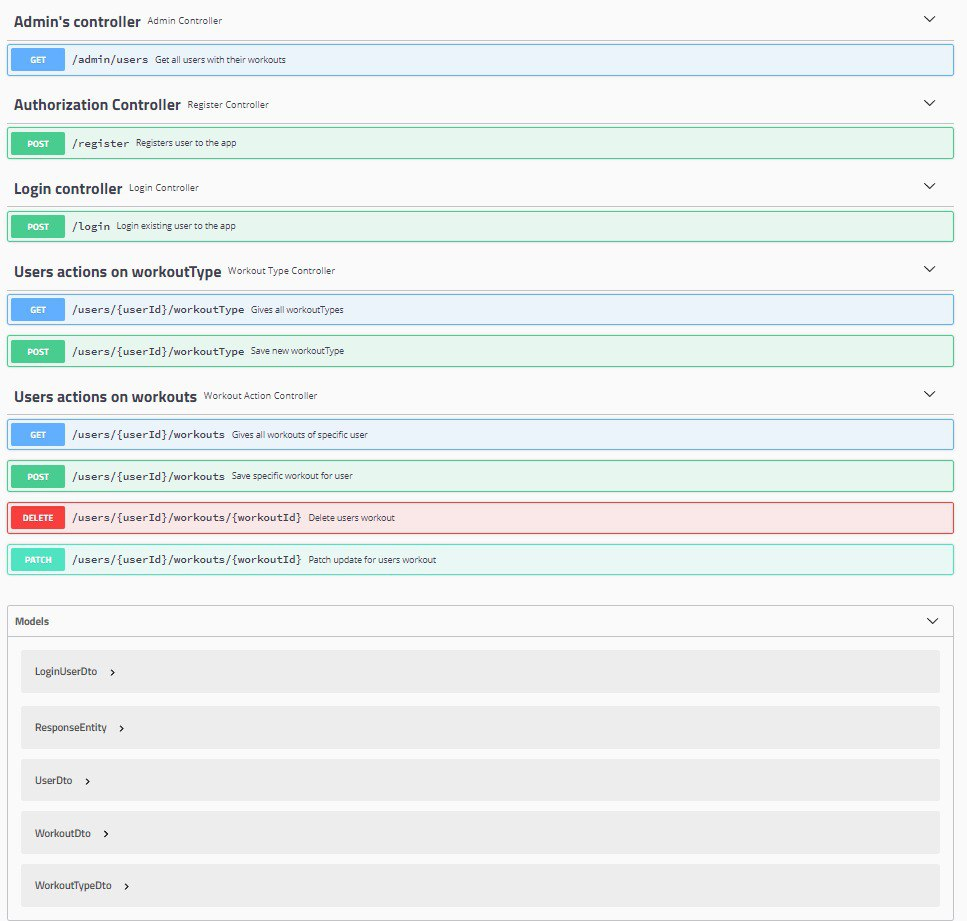 Admin's controller Admin Controller
GET /admin/users Get all users with their workouts
Authorization Controller Register Controller
POST /register Registers user to the app
Login controller Login Controller
POST /login Login existing user to the app
Users actions on workoutType Workout Type Controller
GET /users/{userId}/workoutType Gives all workoutTypes
POST /users/{userId}/workoutType Save new workoutType
Users actions on workouts Workout Action Controller
GET /users/{userId}/workouts Gives all workouts of specific user
POST /users/{userId}/workouts Save specific workout for user
DELETE /users/{userId}/workouts/{workoutId} Delete users workout
PATCH /users/{userId}/workouts/{workoutId} Patch update for users workout
Models
LoginUserDto
ResponseEntity
UserDto
WorkoutDto
WorkoutTypeDto